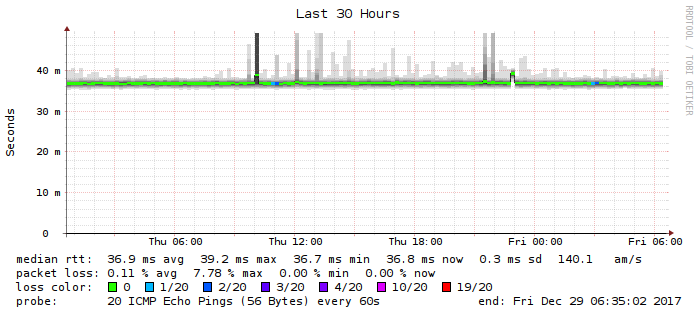 Last 30 Hours
RRDTOOL / TOBI OETIKER
Seconds
40 m
30 m
20 m
10 m
0
Thu 06:00 Thu 12:00 Thu 18:00 Fri 00:00 Fri 06:00
median rtt: 36.9 ms avg 39.2 ms max 36.7 ms min 36.8 ms now 0.3 ms sd 140.1 am/s
packet loss: 0.11 % avg 7.78 % max 0.00 % min 0.00 % now
loss color: 0 1/20 2/20 3/20 4/20 10/20 19/20
probe: 20 ICMP Echo Pings (56 Bytes) every 60s end: Fri Dec 29 06:35:02 2017